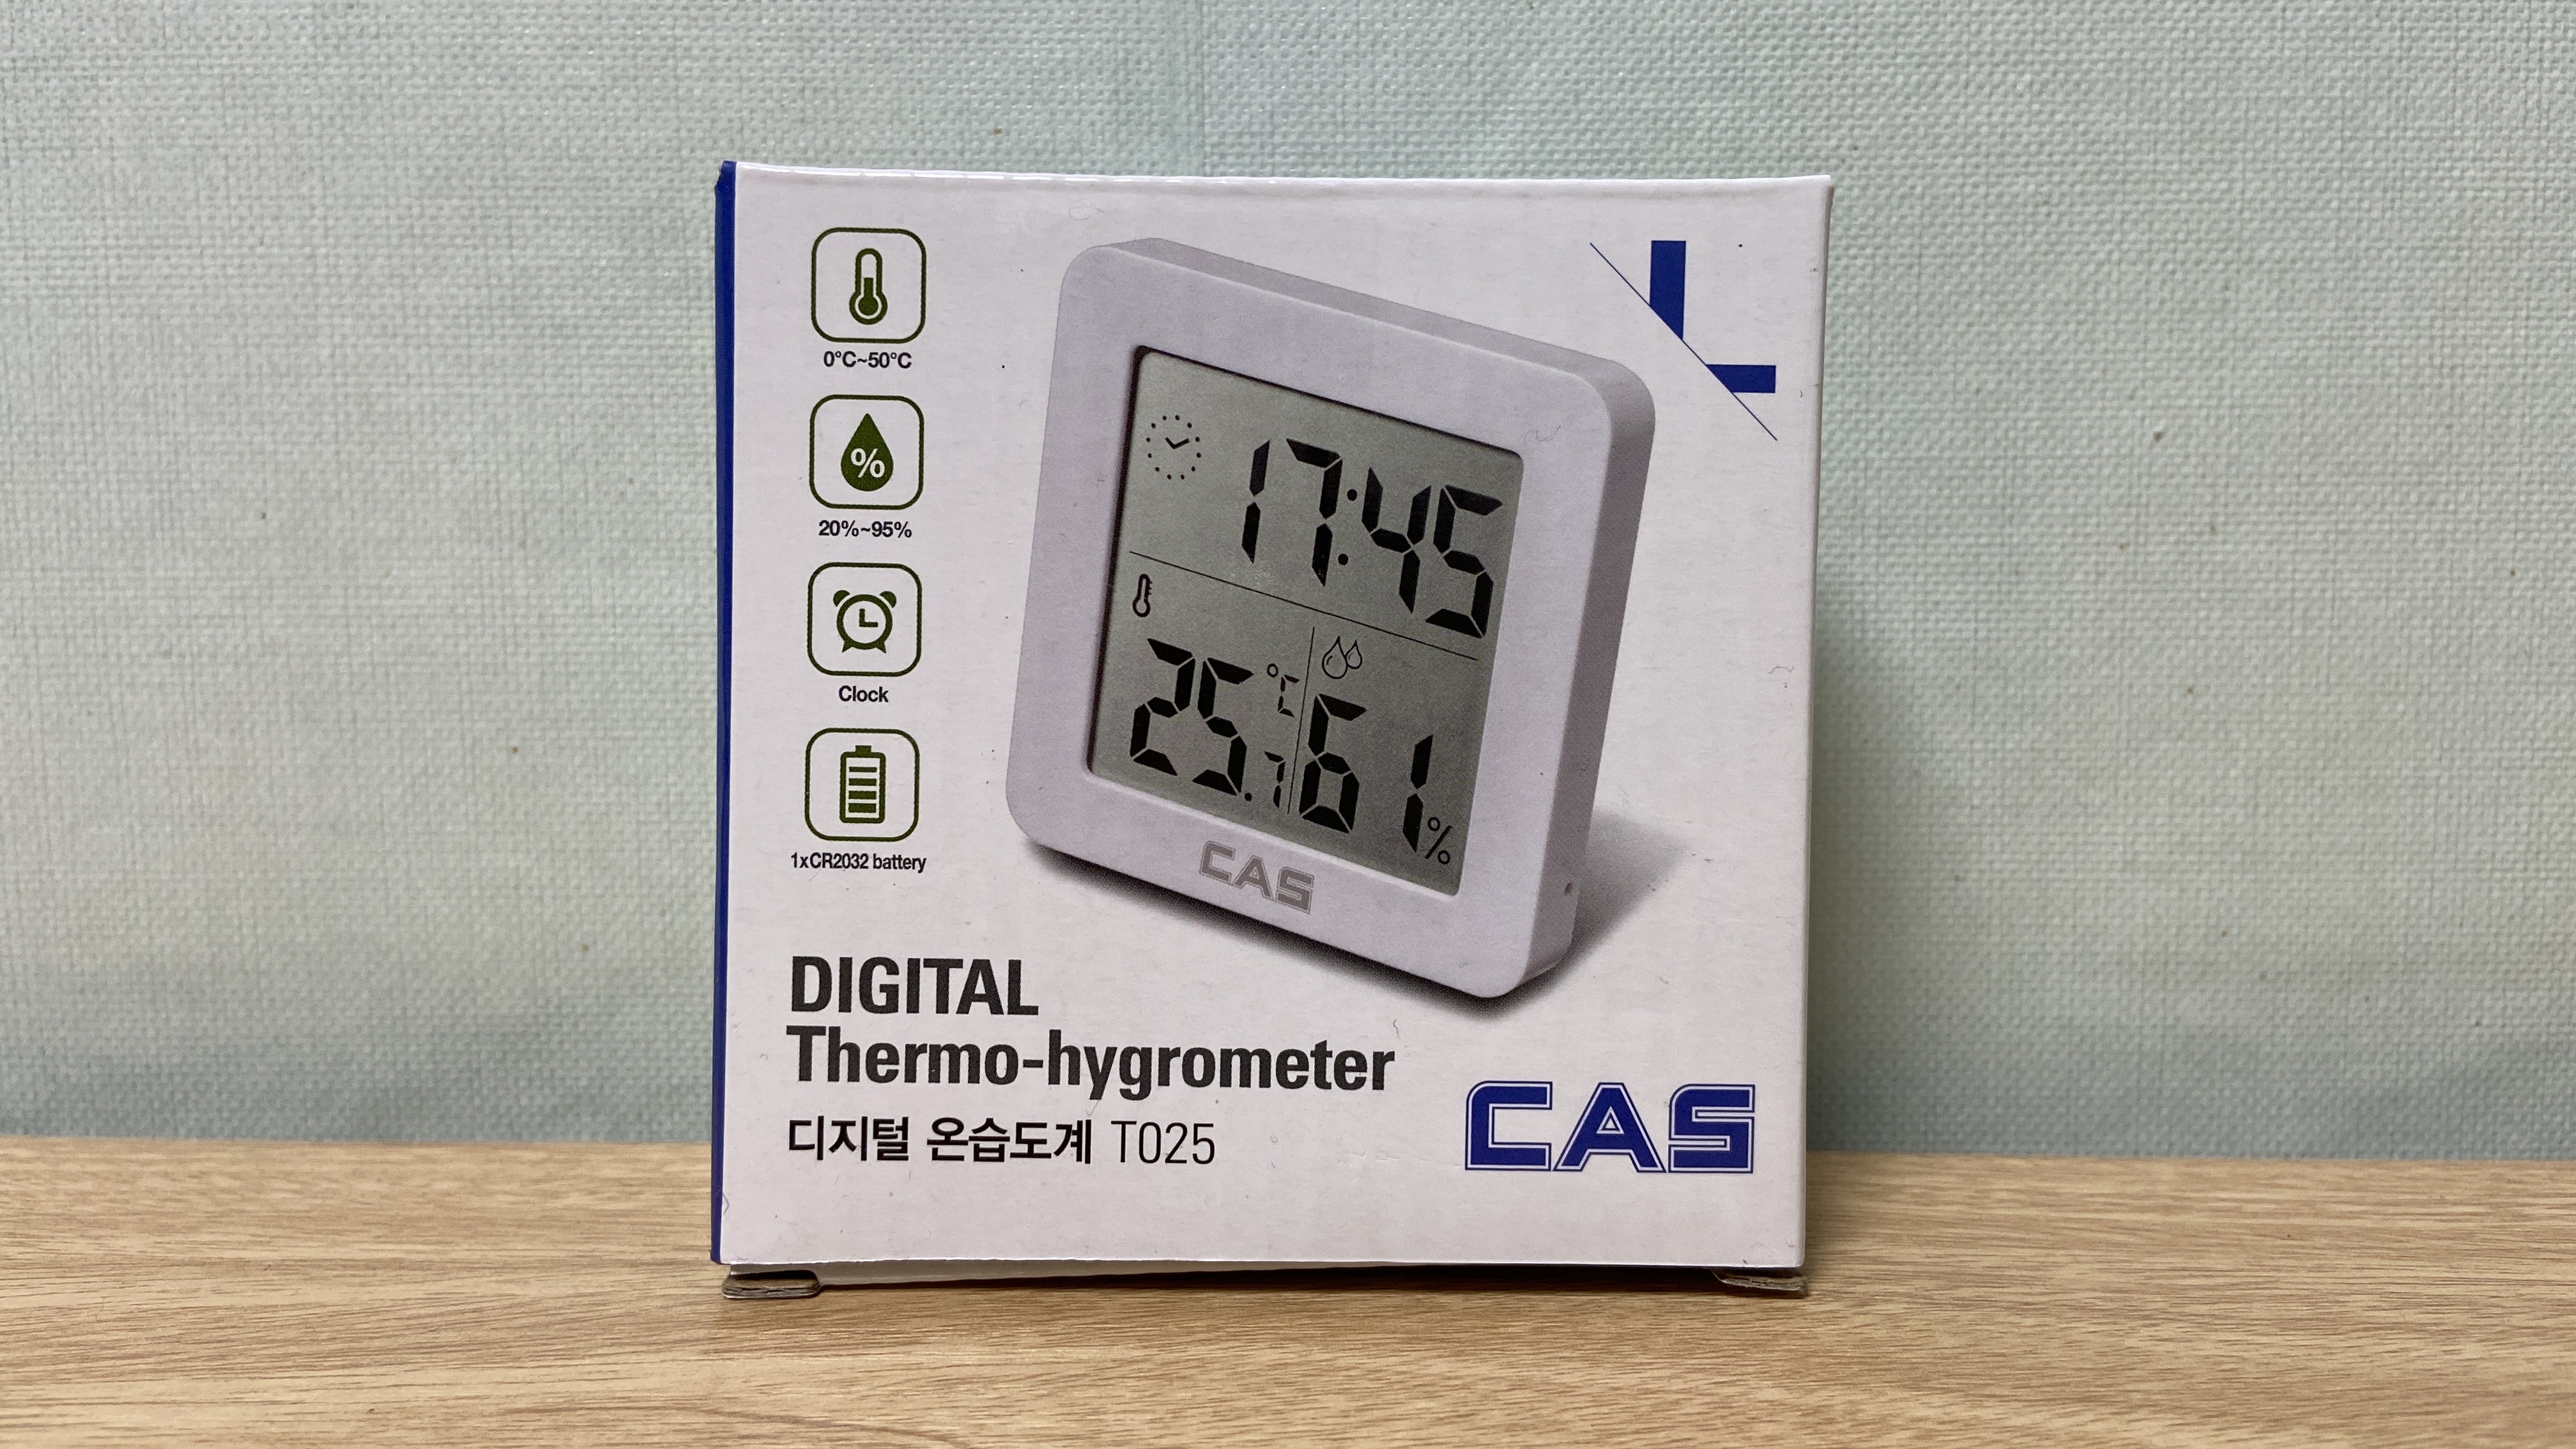 0°C~50°C
%
20%~95%
Clock
1xCR2032 battery
17:45
25.7°C
61%
CAS
DIGITAL
Thermo-hygrometer
디지털 온습도계 T025
CAS